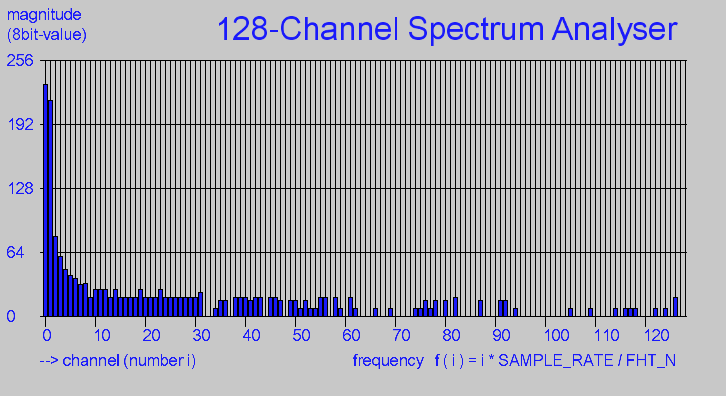 magnitude
(8bit-value)
128-Channel Spectrum Analyser
256
192
128
64
0
0 10 20 30 40 50 60 70 80 90 100 110 120
--> channel (number i)
frequency f ( i ) = i * SAMPLE_RATE / FHT_N